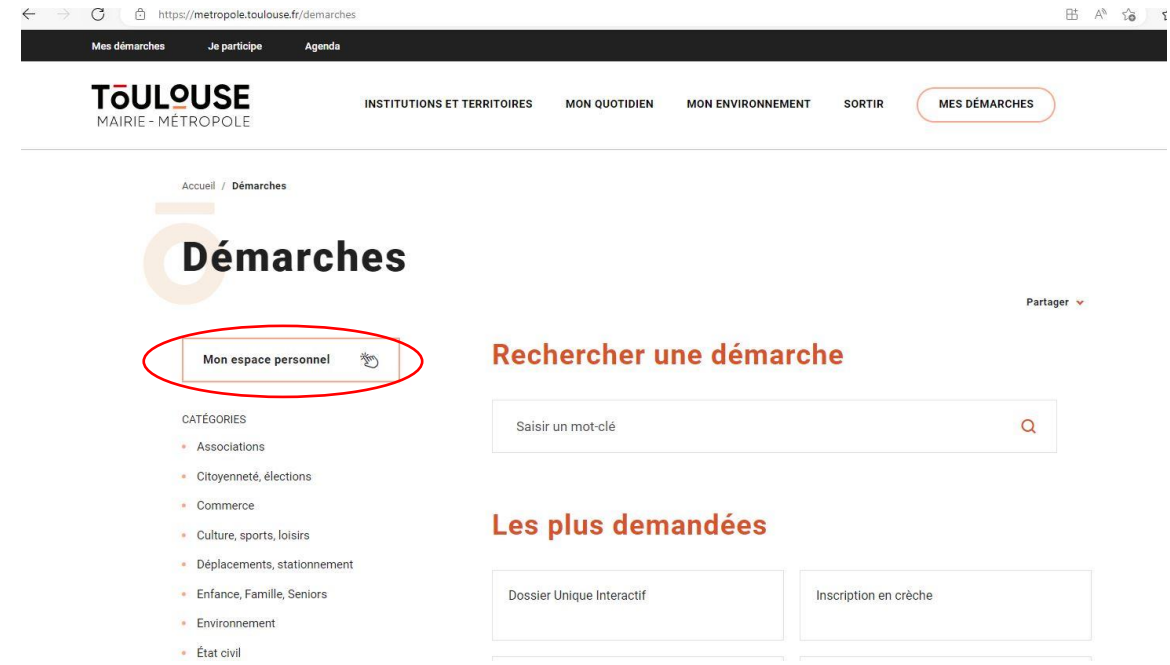 https://metropole.toulouse.fr/demarches
Mes démarches Je participe Agenda
TōULOUSE
MAIRIE - MÉTROPOLE
INSTITUTIONS ET TERRITOIRES MON QUOTIDIEN MON ENVIRONNEMENT SORTIR MES DÉMARCHES
Accueil / Démarches
Démarches
Partager
Mon espace personnel
Rechercher une démarche
CATÉGORIES
Saisir un mot-clé
Associations
Citoyenneté, élections
Commerce
Culture, sports, loisirs
Les plus demandées
Déplacements, stationnement
Enfance, Famille, Seniors
Dossier Unique Interactif Inscription en crèche
Environnement
État civil